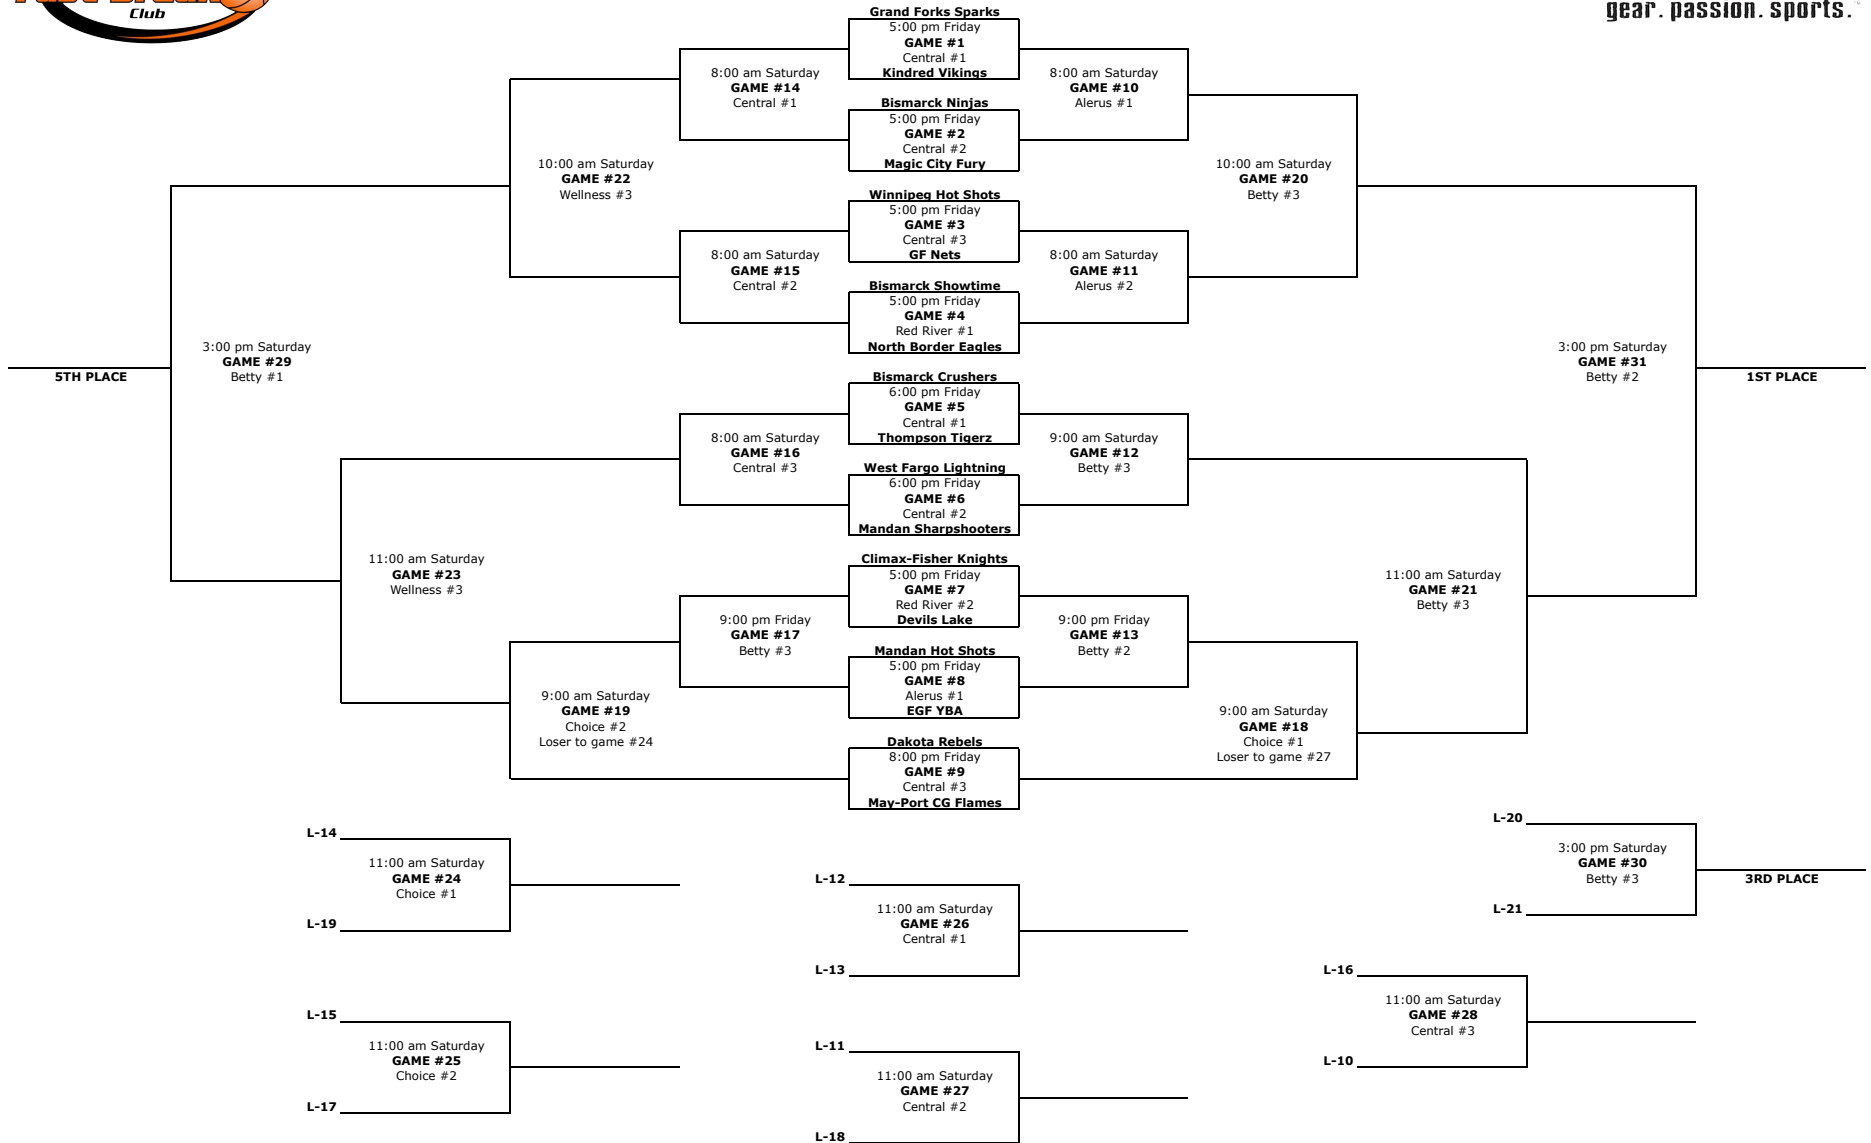 Club
gear. passion. sports.
Grand Forks Sparks
5:00 pm Friday
GAME #1
Central #1
Kindred Vikings
8:00 am Saturday
GAME #14
Central #1
8:00 am Saturday
GAME #10
Alerus #1
Bismarck Ninjas
5:00 pm Friday
GAME #2
Central #2
Magic City Fury
10:00 am Saturday
GAME #22
Wellness #3
10:00 am Saturday
GAME #20
Betty #3
Winnipeg Hot Shots
5:00 pm Friday
GAME #3
Central #3
GF Nets
8:00 am Saturday
GAME #15
Central #2
8:00 am Saturday
GAME #11
Alerus #2
Bismarck Showtime
5:00 pm Friday
GAME #4
Red River #1
North Border Eagles
3:00 pm Saturday
GAME #29
Betty #1
5TH PLACE
3:00 pm Saturday
GAME #31
Betty #2
1ST PLACE
Bismarck Crushers
6:00 pm Friday
GAME #5
Central #1
Thompson Tigerz
8:00 am Saturday
GAME #16
Central #3
9:00 am Saturday
GAME #12
Betty #3
West Fargo Lightning
6:00 pm Friday
GAME #6
Central #2
Mandan Sharpshooters
11:00 am Saturday
GAME #23
Wellness #3
11:00 am Saturday
GAME #21
Betty #3
Climax-Fisher Knights
5:00 pm Friday
GAME #7
Red River #2
Devils Lake
9:00 pm Friday
GAME #17
Betty #3
9:00 pm Friday
GAME #13
Betty #2
Mandan Hot Shots
5:00 pm Friday
GAME #8
Alerus #1
EGF YBA
9:00 am Saturday
GAME #19
Choice #2
Loser to game #24
9:00 am Saturday
GAME #18
Choice #1
Loser to game #27
Dakota Rebels
8:00 pm Friday
GAME #9
Central #3
May-Port CG Flames
L-14
11:00 am Saturday
GAME #24
Choice #1
L-19
L-12
11:00 am Saturday
GAME #26
Central #1
L-13
L-20
3:00 pm Saturday
GAME #30
Betty #3
3RD PLACE
L-21
L-16
11:00 am Saturday
GAME #28
Central #3
L-10
L-15
11:00 am Saturday
GAME #25
Choice #2
L-17
L-11
11:00 am Saturday
GAME #27
Central #2
L-18